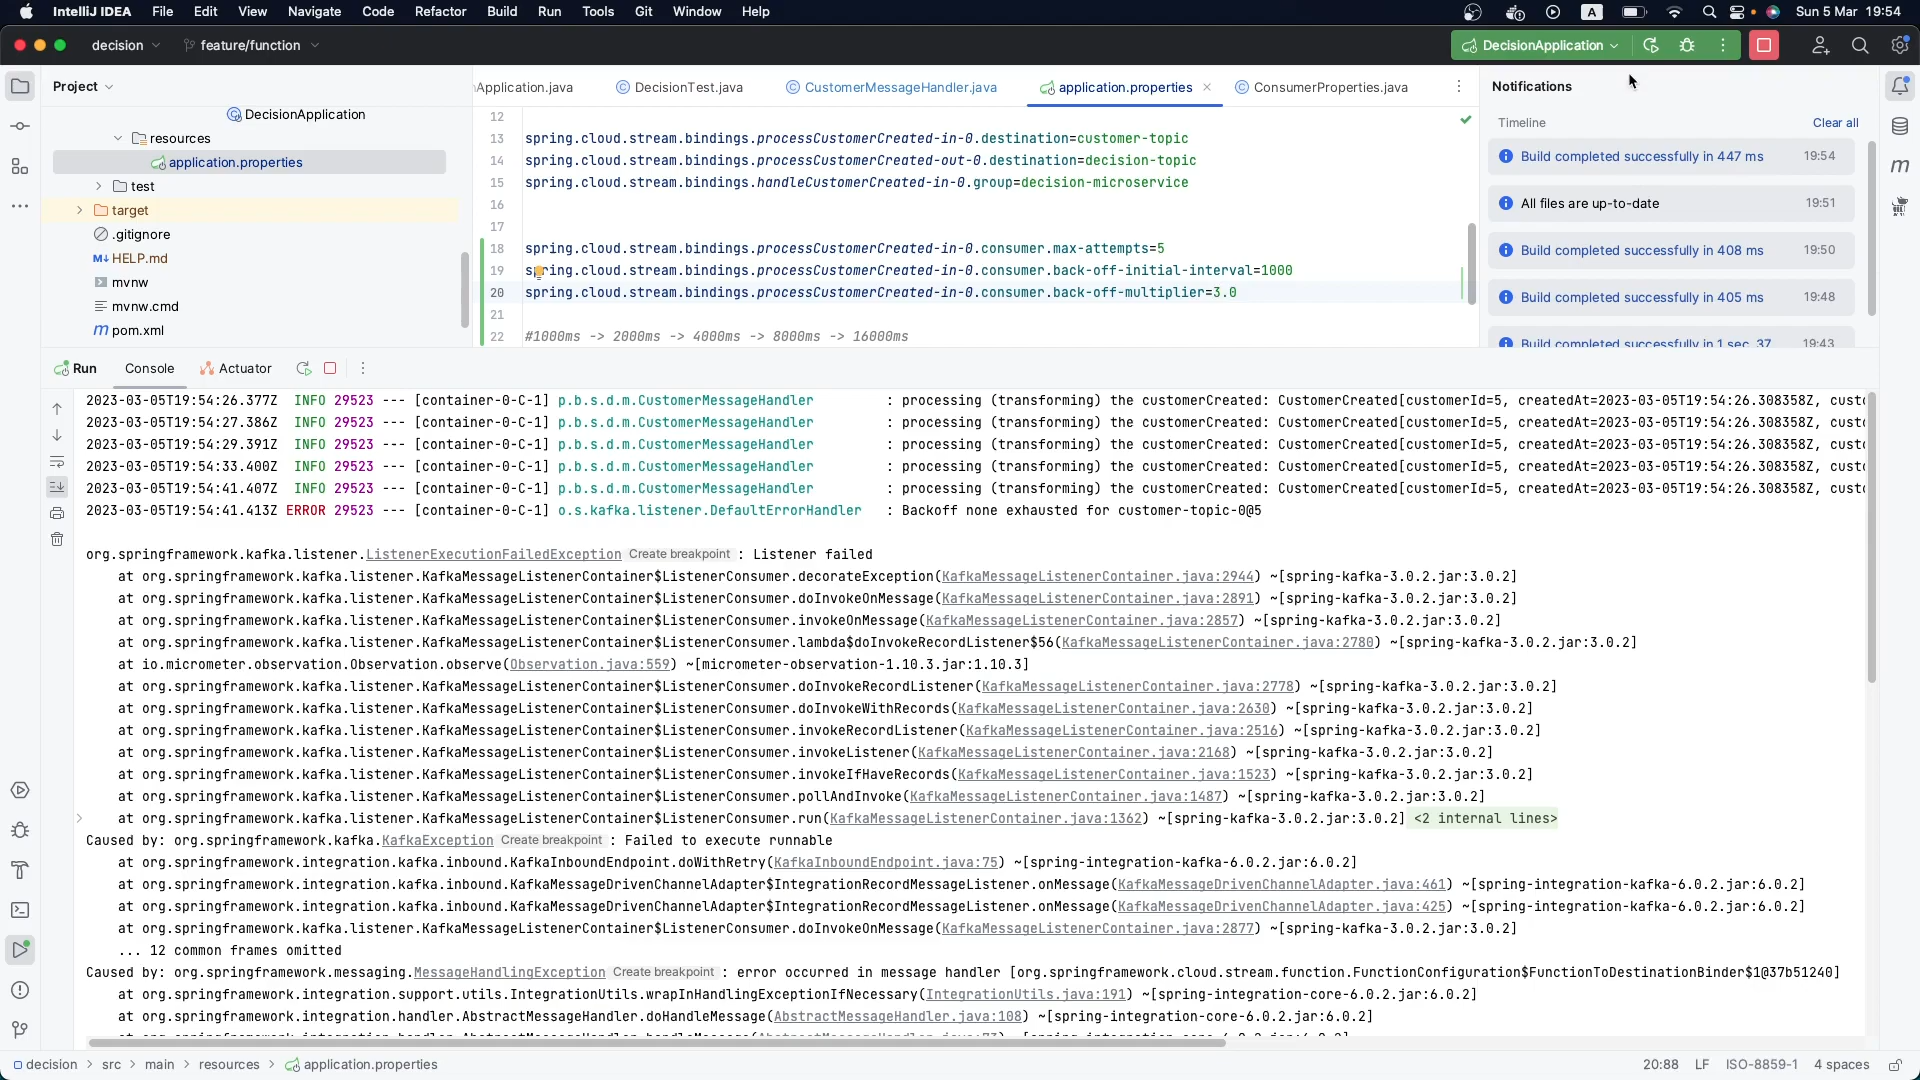 IntelliJ IDEA File Edit View Navigate Code Refactor Build Run Tools Git Window Help A Sun 5 Mar 19:54
decision feature/function DecisionApplication
Project
DecisionApplication
resources
application.properties
test
target
.gitignore
M↓ HELP.md
mvnw
mvnw.cmd
m pom.xml
Application.java DecisionTest.java CustomerMessageHandler.java application.properties ConsumerProperties.java
12
13 spring.cloud.stream.bindings.processCustomerCreated-in-0.destination=customer-topic
14 spring.cloud.stream.bindings.processCustomerCreated-out-0.destination=decision-topic
15 spring.cloud.stream.bindings.handleCustomerCreated-in-0.group=decision-microservice
16
17
18 spring.cloud.stream.bindings.processCustomerCreated-in-0.consumer.max-attempts=5
19 spring.cloud.stream.bindings.processCustomerCreated-in-0.consumer.back-off-initial-interval=1000
20 spring.cloud.stream.bindings.processCustomerCreated-in-0.consumer.back-off-multiplier=3.0
21
22 #1000ms -> 2000ms -> 4000ms -> 8000ms -> 16000ms
Notifications
Timeline Clear all
Build completed successfully in 447 ms 19:54
All files are up-to-date 19:51
Build completed successfully in 408 ms 19:50
Build completed successfully in 405 ms 19:48
Build completed successfully in 1 sec, 37 19:43
m
Run Console Actuator
2023-03-05T19:54:26.377Z INFO 29523 --- [container-0-C-1] p.b.s.d.m.CustomerMessageHandler : processing (transforming) the customerCreated: CustomerCreated[customerId=5, createdAt=2023-03-05T19:54:26.308358Z, custo
2023-03-05T19:54:27.386Z INFO 29523 --- [container-0-C-1] p.b.s.d.m.CustomerMessageHandler : processing (transforming) the customerCreated: CustomerCreated[customerId=5, createdAt=2023-03-05T19:54:26.308358Z, custo
2023-03-05T19:54:29.391Z INFO 29523 --- [container-0-C-1] p.b.s.d.m.CustomerMessageHandler : processing (transforming) the customerCreated: CustomerCreated[customerId=5, createdAt=2023-03-05T19:54:26.308358Z, custo
2023-03-05T19:54:33.400Z INFO 29523 --- [container-0-C-1] p.b.s.d.m.CustomerMessageHandler : processing (transforming) the customerCreated: CustomerCreated[customerId=5, createdAt=2023-03-05T19:54:26.308358Z, custo
2023-03-05T19:54:41.407Z INFO 29523 --- [container-0-C-1] p.b.s.d.m.CustomerMessageHandler : processing (transforming) the customerCreated: CustomerCreated[customerId=5, createdAt=2023-03-05T19:54:26.308358Z, custo
2023-03-05T19:54:41.413Z ERROR 29523 --- [container-0-C-1] o.s.kafka.listener.DefaultErrorHandler : Backoff none exhausted for customer-topic-0@5
org.springframework.kafka.listener.ListenerExecutionFailedException Create breakpoint : Listener failed
at org.springframework.kafka.listener.KafkaMessageListenerContainer$ListenerConsumer.decorateException(KafkaMessageListenerContainer.java:2944) ~[spring-kafka-3.0.2.jar:3.0.2]
at org.springframework.kafka.listener.KafkaMessageListenerContainer$ListenerConsumer.doInvokeOnMessage(KafkaMessageListenerContainer.java:2891) ~[spring-kafka-3.0.2.jar:3.0.2]
at org.springframework.kafka.listener.KafkaMessageListenerContainer$ListenerConsumer.invokeOnMessage(KafkaMessageListenerContainer.java:2857) ~[spring-kafka-3.0.2.jar:3.0.2]
at org.springframework.kafka.listener.KafkaMessageListenerContainer$ListenerConsumer.lambda$doInvokeRecordListener$56(KafkaMessageListenerContainer.java:2780) ~[spring-kafka-3.0.2.jar:3.0.2]
at io.micrometer.observation.Observation.observe(Observation.java:559) ~[micrometer-observation-1.10.3.jar:1.10.3]
at org.springframework.kafka.listener.KafkaMessageListenerContainer$ListenerConsumer.doInvokeRecordListener(KafkaMessageListenerContainer.java:2778) ~[spring-kafka-3.0.2.jar:3.0.2]
at org.springframework.kafka.listener.KafkaMessageListenerContainer$ListenerConsumer.doInvokeWithRecords(KafkaMessageListenerContainer.java:2630) ~[spring-kafka-3.0.2.jar:3.0.2]
at org.springframework.kafka.listener.KafkaMessageListenerContainer$ListenerConsumer.invokeRecordListener(KafkaMessageListenerContainer.java:2516) ~[spring-kafka-3.0.2.jar:3.0.2]
at org.springframework.kafka.listener.KafkaMessageListenerContainer$ListenerConsumer.invokeListener(KafkaMessageListenerContainer.java:2168) ~[spring-kafka-3.0.2.jar:3.0.2]
at org.springframework.kafka.listener.KafkaMessageListenerContainer$ListenerConsumer.invokeIfHaveRecords(KafkaMessageListenerContainer.java:1523) ~[spring-kafka-3.0.2.jar:3.0.2]
at org.springframework.kafka.listener.KafkaMessageListenerContainer$ListenerConsumer.pollAndInvoke(KafkaMessageListenerContainer.java:1487) ~[spring-kafka-3.0.2.jar:3.0.2]
at org.springframework.kafka.listener.KafkaMessageListenerContainer$ListenerConsumer.run(KafkaMessageListenerContainer.java:1362) ~[spring-kafka-3.0.2.jar:3.0.2] <2 internal lines>
Caused by: org.springframework.kafka.KafkaException Create breakpoint : Failed to execute runnable
at org.springframework.integration.kafka.inbound.KafkaInboundEndpoint.doWithRetry(KafkaInboundEndpoint.java:75) ~[spring-integration-kafka-6.0.2.jar:6.0.2]
at org.springframework.integration.kafka.inbound.KafkaMessageDrivenChannelAdapter$IntegrationRecordMessageListener.onMessage(KafkaMessageDrivenChannelAdapter.java:461) ~[spring-integration-kafka-6.0.2.jar:6.0.2]
at org.springframework.integration.kafka.inbound.KafkaMessageDrivenChannelAdapter$IntegrationRecordMessageListener.onMessage(KafkaMessageDrivenChannelAdapter.java:425) ~[spring-integration-kafka-6.0.2.jar:6.0.2]
at org.springframework.kafka.listener.KafkaMessageListenerContainer$ListenerConsumer.doInvokeOnMessage(KafkaMessageListenerContainer.java:2877) ~[spring-kafka-3.0.2.jar:3.0.2]
... 12 common frames omitted
Caused by: org.springframework.messaging.MessageHandlingException Create breakpoint : error occurred in message handler [org.springframework.cloud.stream.function.FunctionConfiguration$FunctionToDestinationBinder$1@37b51240]
at org.springframework.integration.support.utils.IntegrationUtils.wrapInHandlingExceptionIfNecessary(IntegrationUtils.java:191) ~[spring-integration-core-6.0.2.jar:6.0.2]
at org.springframework.integration.handler.AbstractMessageHandler.doHandleMessage(AbstractMessageHandler.java:108) ~[spring-integration-core-6.0.2.jar:6.0.2]
at org.springframework.integration.handler.AbstractMessageHandler.handleMessage(AbstractMessageHandler.java:73) ~[spring-integration-core-6.0.2.jar:6.0.2]
decision > src > main > resources > application.properties 20:88 LF ISO-8859-1 4 spaces